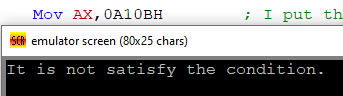 Mov AX,0A10BH ; I put th
emulator screen (80x25 chars)
It is not satisfy the condition.